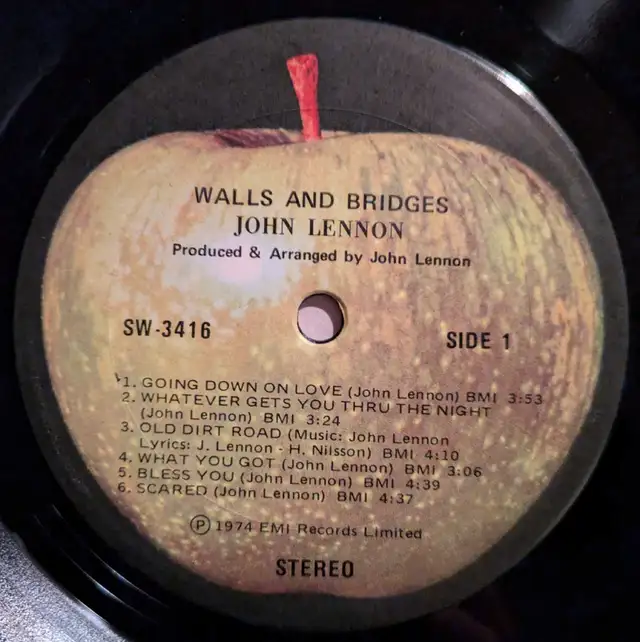 WALLS AND BRIDGES
JOHN LENNON
Produced & Arranged by John Lennon
SW-3416
SIDE 1
1. GOING DOWN ON LOVE (John Lennon) BMI 3:53
2. WHATEVER GETS YOU THRU THE NIGHT
(John Lennon) BMI 3:24
3. OLD DIRT ROAD (Music: John Lennon
Lyrics: J. Lennon - H. Nilsson) BMI 4:10
4. WHAT YOU GOT (John Lennon) BMI 3:06
5. BLESS YOU (John Lennon) BMI 4:39
6. SCARED (John Lennon) BMI 4:37
℗ 1974 EMI Records Limited
STEREO